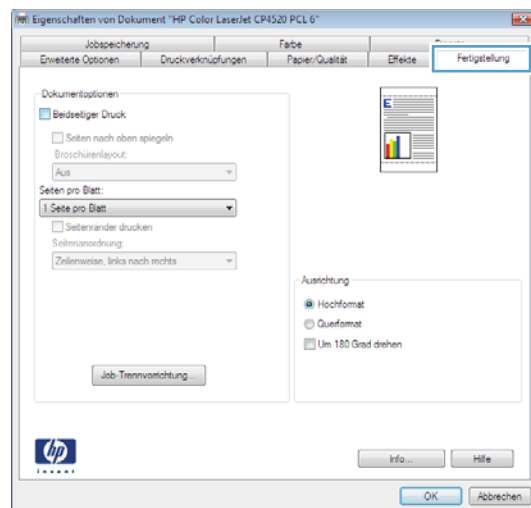 Eigenschaften von Dokument "HP Color LaserJet CP4520 PCL 6"
Jobspeicherung Farbe
Erweiterte Optionen Druckverknüpfungen Papier/Qualität Effekte Fertigstellung
Dokumentoptionen
Beidseitiger Druck
Seiten nach oben spiegeln
Broschürenlayout:
Aus
Seiten pro Blatt:
1 Seite pro Blatt
Seitenränder drucken
Seitenanordnung:
Zeilenweise, links nach rechts
Job-Trennvorrichtung...
E
Ausrichtung
Hochformat
Querformat
Um 180 Grad drehen
hp
invent
Info... Hilfe
OK Abbrechen